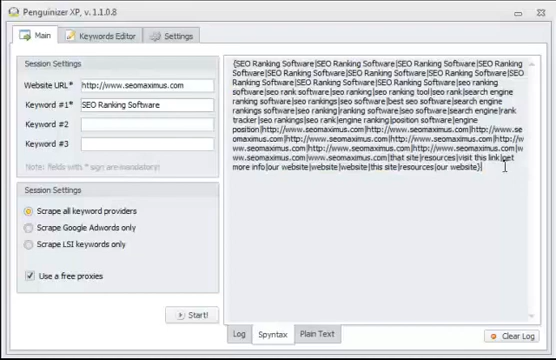 Penguinizer XP, v. 1.1.0.8
Main
Keywords Editor
Settings
Session Settings
Website URL* http://www.seomaximus.com
Keyword #1* SEO Ranking Software
Keyword #2
Keyword #3
Note: fields with * sign are mandatory!
Session Settings
Scrape all keyword providers
Scrape Google Adwords only
Scrape LSI keywords only
Use a free proxies
Start!
{SEO Ranking Software|SEO Ranking Software|SEO Ranking
Software|SEO Ranking Software|SEO Ranking Software|SEO
Ranking Software|SEO Ranking Software|SEO Ranking
Software|SEO Ranking Software|SEO Ranking Software|seo ranking
software|seo rank software|seo ranking|seo ranking tool|seo rank|search engine
ranking software|seo rankings|seo software|best seo software|search engine
rankings software|seo ranking|ranking software|seo rankings|search engine|rank
tracker|seo rankings|seo rank|engine ranking|position software|engine
position|http://www.seomaximus.com|http://www.seomaximus.com|http://www.se
omaximus.com|http://www.seomaximus.com|http://www.seomaximus.com|http://w
ww.seomaximus.com|http://www.seomaximus.com|http://www.seomaximus.com|w
ww.seomaximus.com|www.seomaximus.com|that site|resources|visit this link|get
more info|our website|website|website|this site|resources|our website}
Log
Spyntax
Plain Text
Clear Log